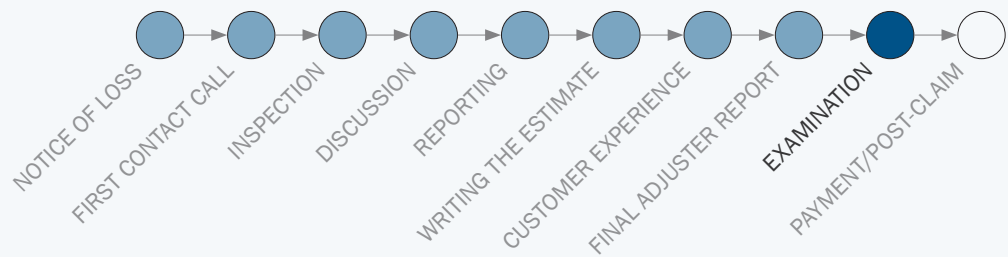 NOTICE OF LOSS
FIRST CONTACT CALL
INSPECTION
DISCUSSION
REPORTING
WRITING THE ESTIMATE
CUSTOMER EXPERIENCE
FINAL ADJUSTER REPORT
EXAMINATION
PAYMENT/POST-CLAIM